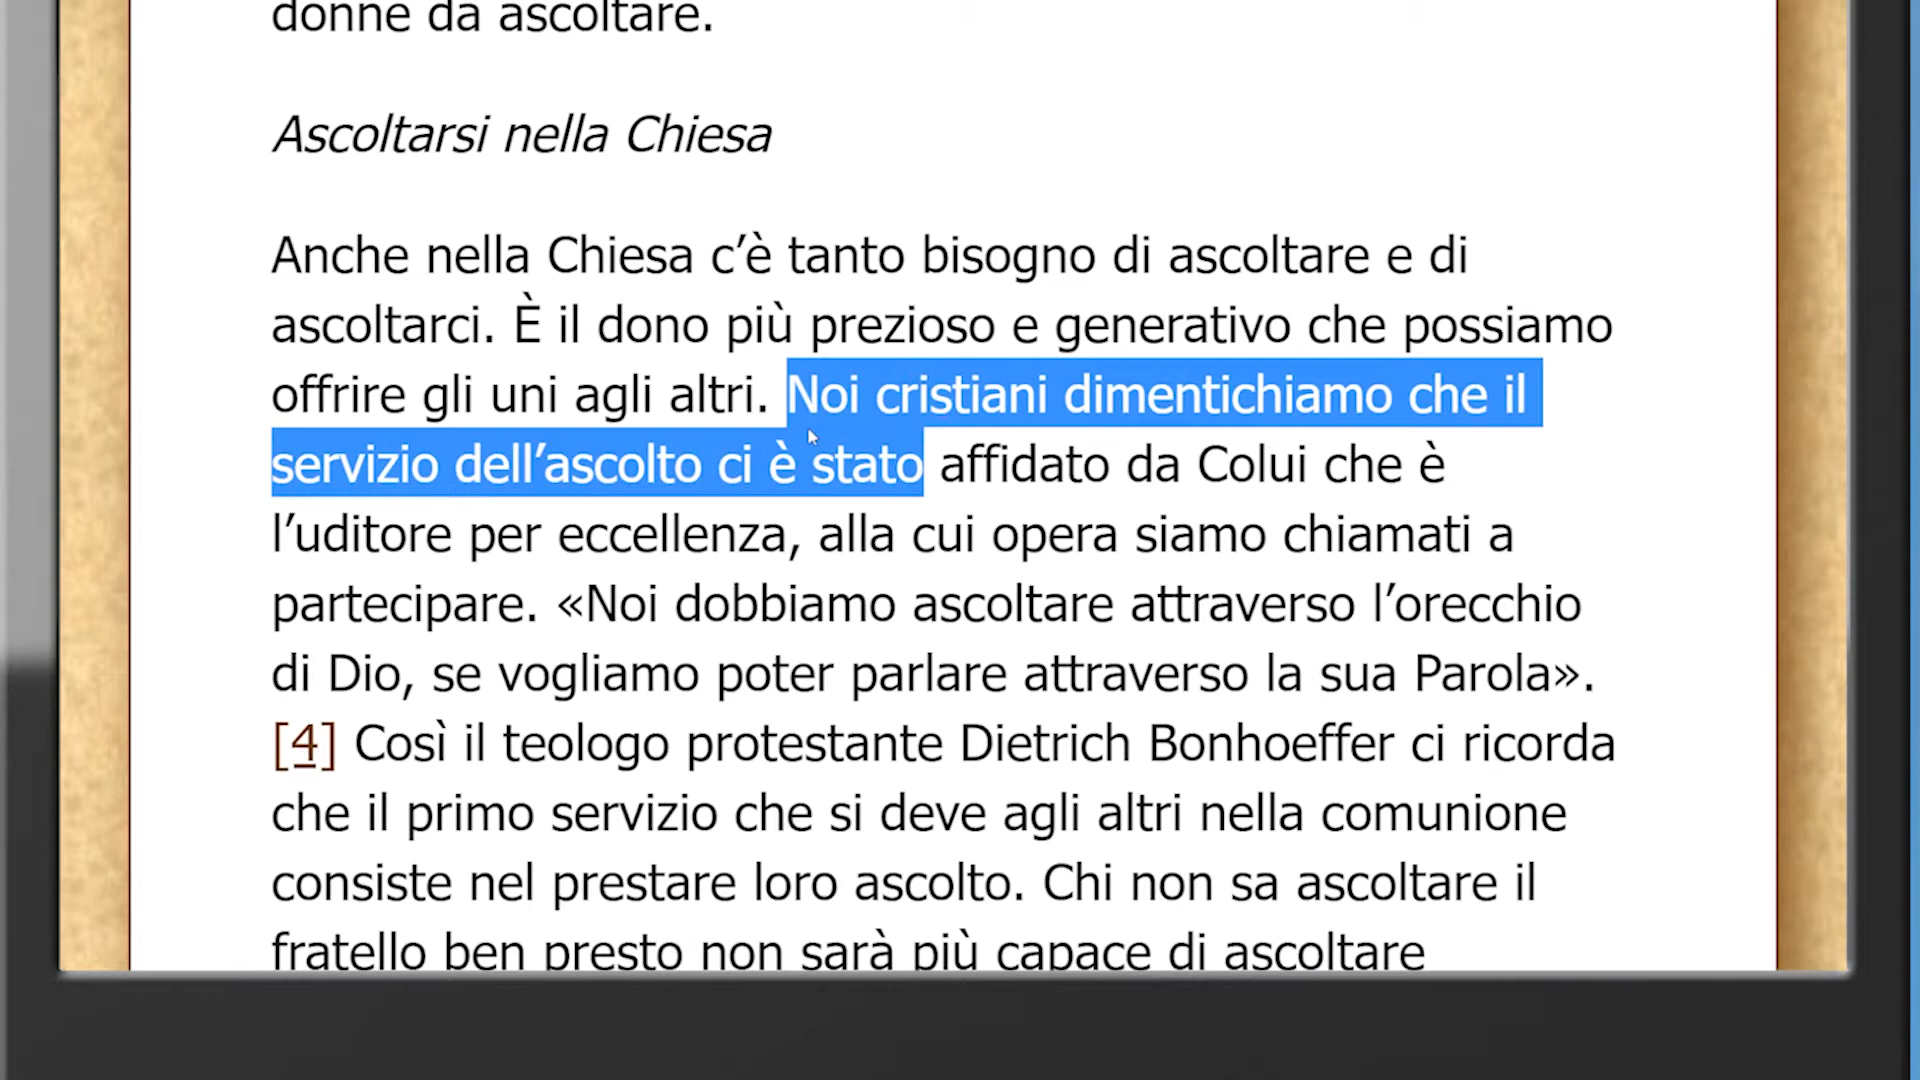 donne da ascoltare.
Ascoltarsi nella Chiesa
Anche nella Chiesa c’è tanto bisogno di ascoltare e di
ascoltarci. È il dono più prezioso e generativo che possiamo
offrire gli uni agli altri. Noi cristiani dimentichiamo che il
servizio dell’ascolto ci è stato affidato da Colui che è
l’uditore per eccellenza, alla cui opera siamo chiamati a
partecipare. «Noi dobbiamo ascoltare attraverso l’orecchio
di Dio, se vogliamo poter parlare attraverso la sua Parola».
[4] Così il teologo protestante Dietrich Bonhoeffer ci ricorda
che il primo servizio che si deve agli altri nella comunione
consiste nel prestare loro ascolto. Chi non sa ascoltare il
fratello ben presto non sarà più capace di ascoltare